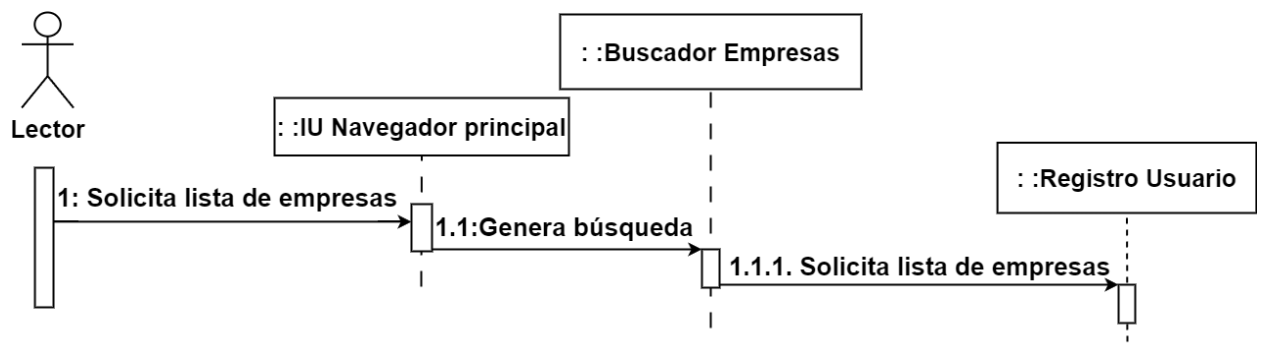 : :Buscador Empresas
Lector
: :IU Navegador principal
: :Registro Usuario
1: Solicita lista de empresas
1.1:Genera búsqueda
1.1.1. Solicita lista de empresas